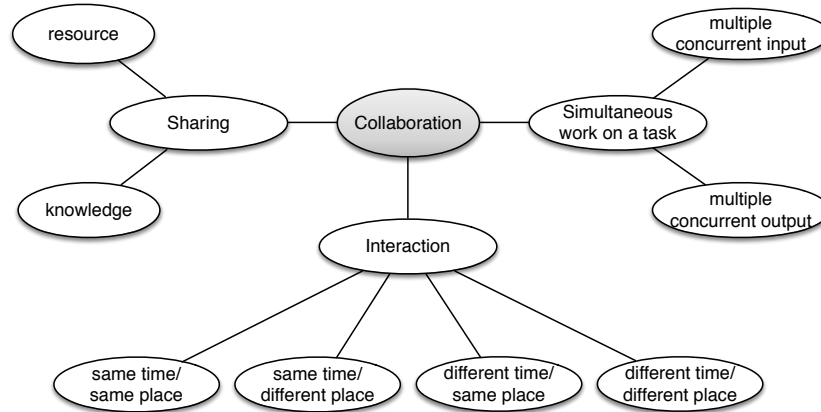 resource
multiple
concurrent input
Sharing
Collaboration
Simultaneous
work on a task
knowledge
multiple
concurrent output
Interaction
same time/
same place
same time/
different place
different time/
same place
different time/
different place